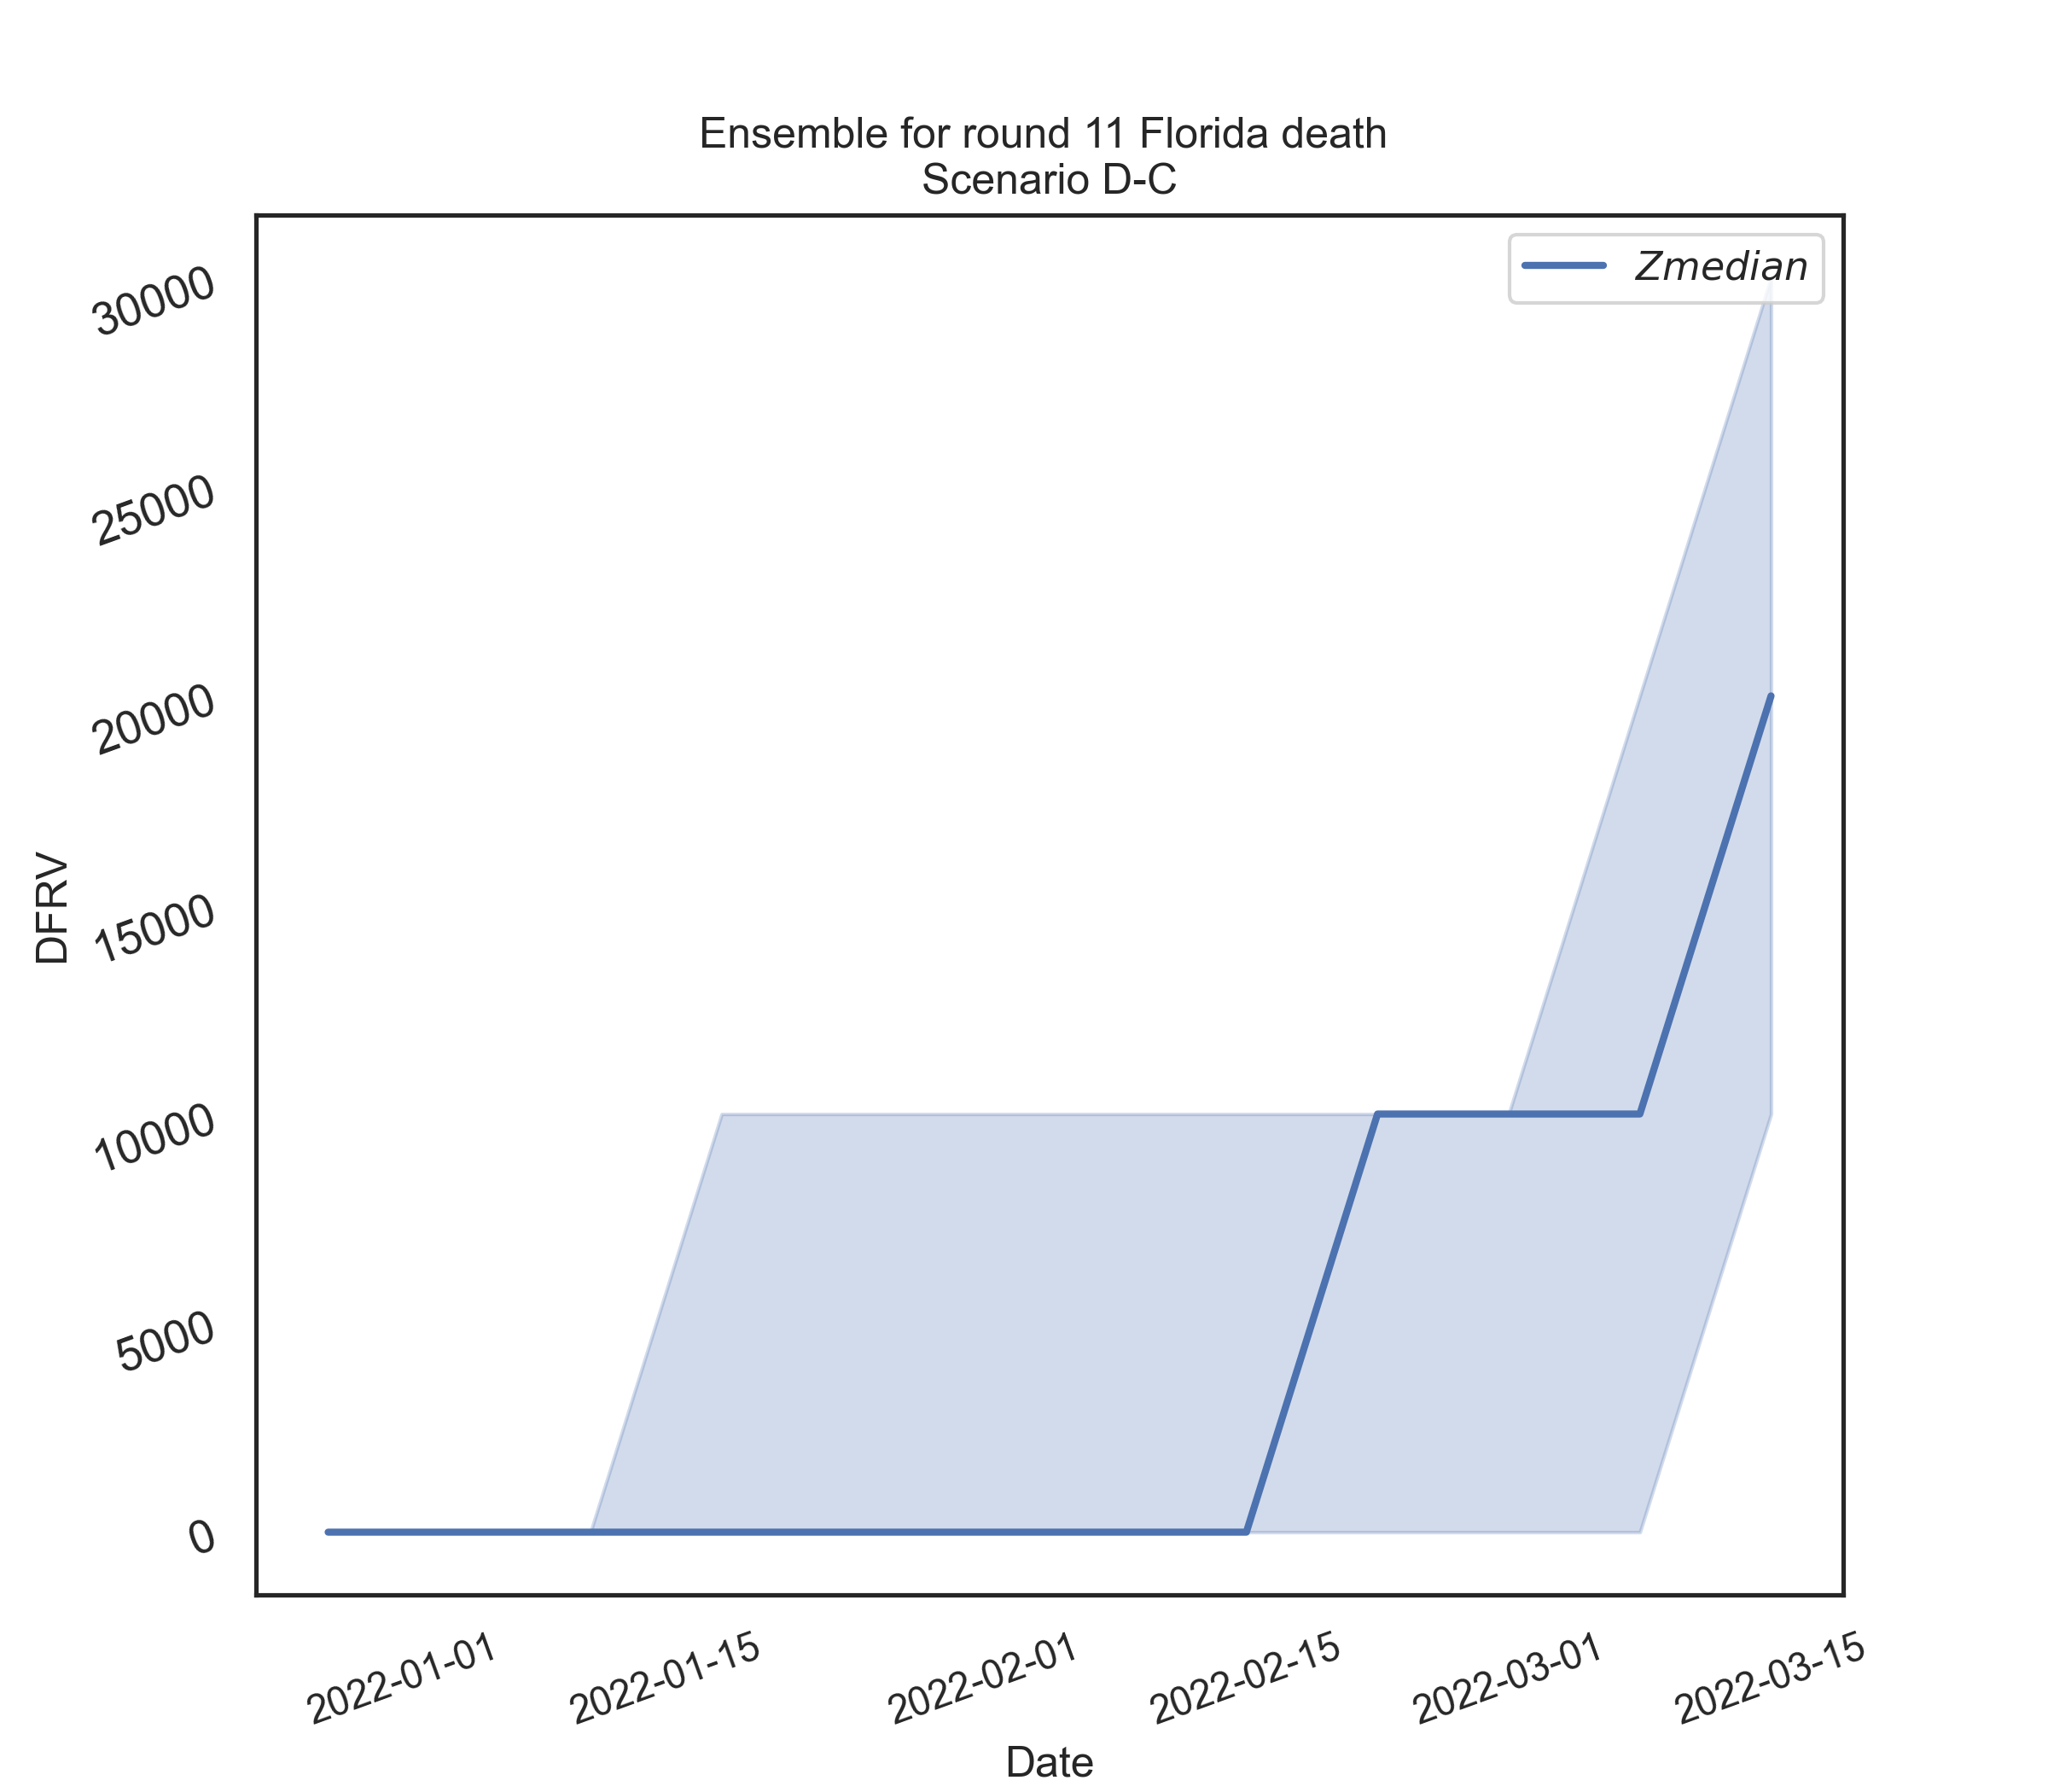 Ensemble for round 11 Florida death
Scenario D-C
Zmedian
30000
25000
20000
15000
10000
5000
0
DFRV
2022-01-01
2022-01-15
2022-02-01
2022-02-15
2022-03-01
2022-03-15
Date